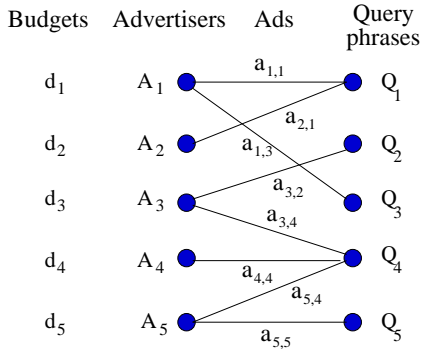 Budgets Advertisers Ads Query phrases
d1 A1 a1,1 Q1
a2,1
d2 A2 a1,3 Q2
a3,2
d3 A3 Q3
a3,4
d4 A4 Q4
a4,4
a5,4
d5 A5 Q5
a5,5